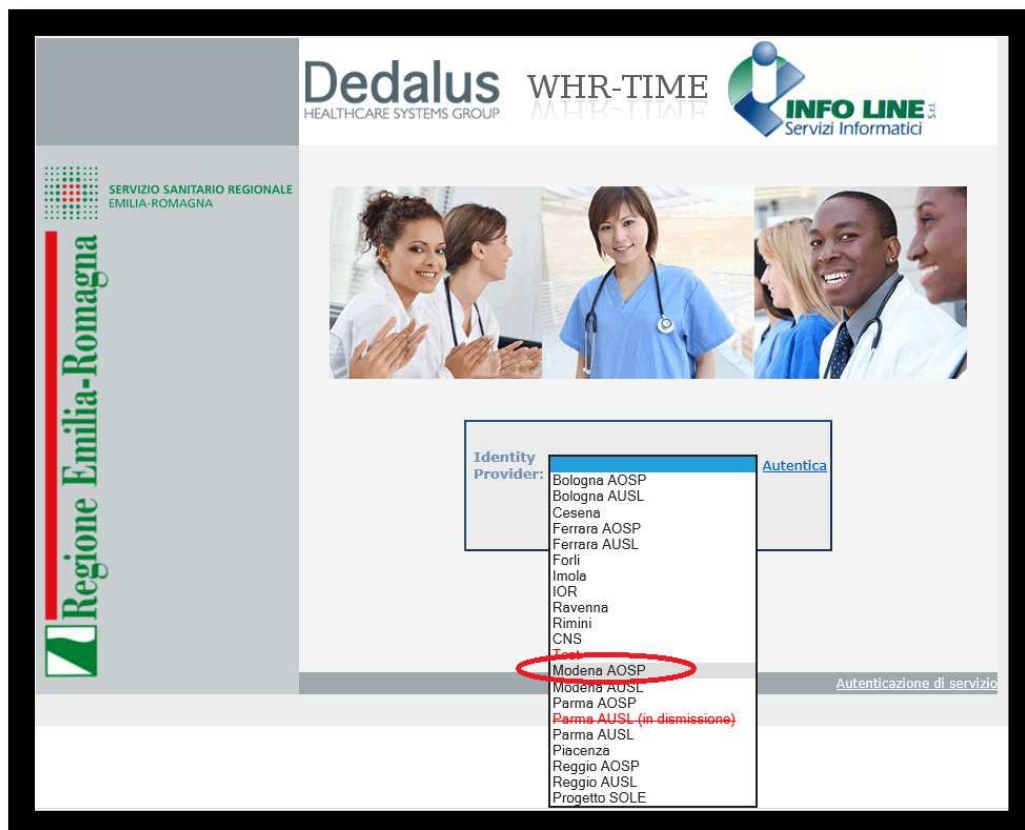 Dedalus
HEALTHCARE SYSTEMS GROUP
WHR-TIME
INFO LINE S.r.l.
Servizi Informatici
SERVIZIO SANITARIO REGIONALE
EMILIA-ROMAGNA
Regione Emilia-Romagna
Identity
Provider:
Autentica
Bologna AOSP
Bologna AUSL
Cesena
Ferrara AOSP
Ferrara AUSL
Forli
Imola
IOR
Ravenna
Rimini
CNS
Test
Modena AOSP
Modena AUSL
Parma AOSP
Parma AUSL (in dismissione)
Parma AUSL
Piacenza
Reggio AOSP
Reggio AUSL
Progetto SOLE
Autenticazione di servizio